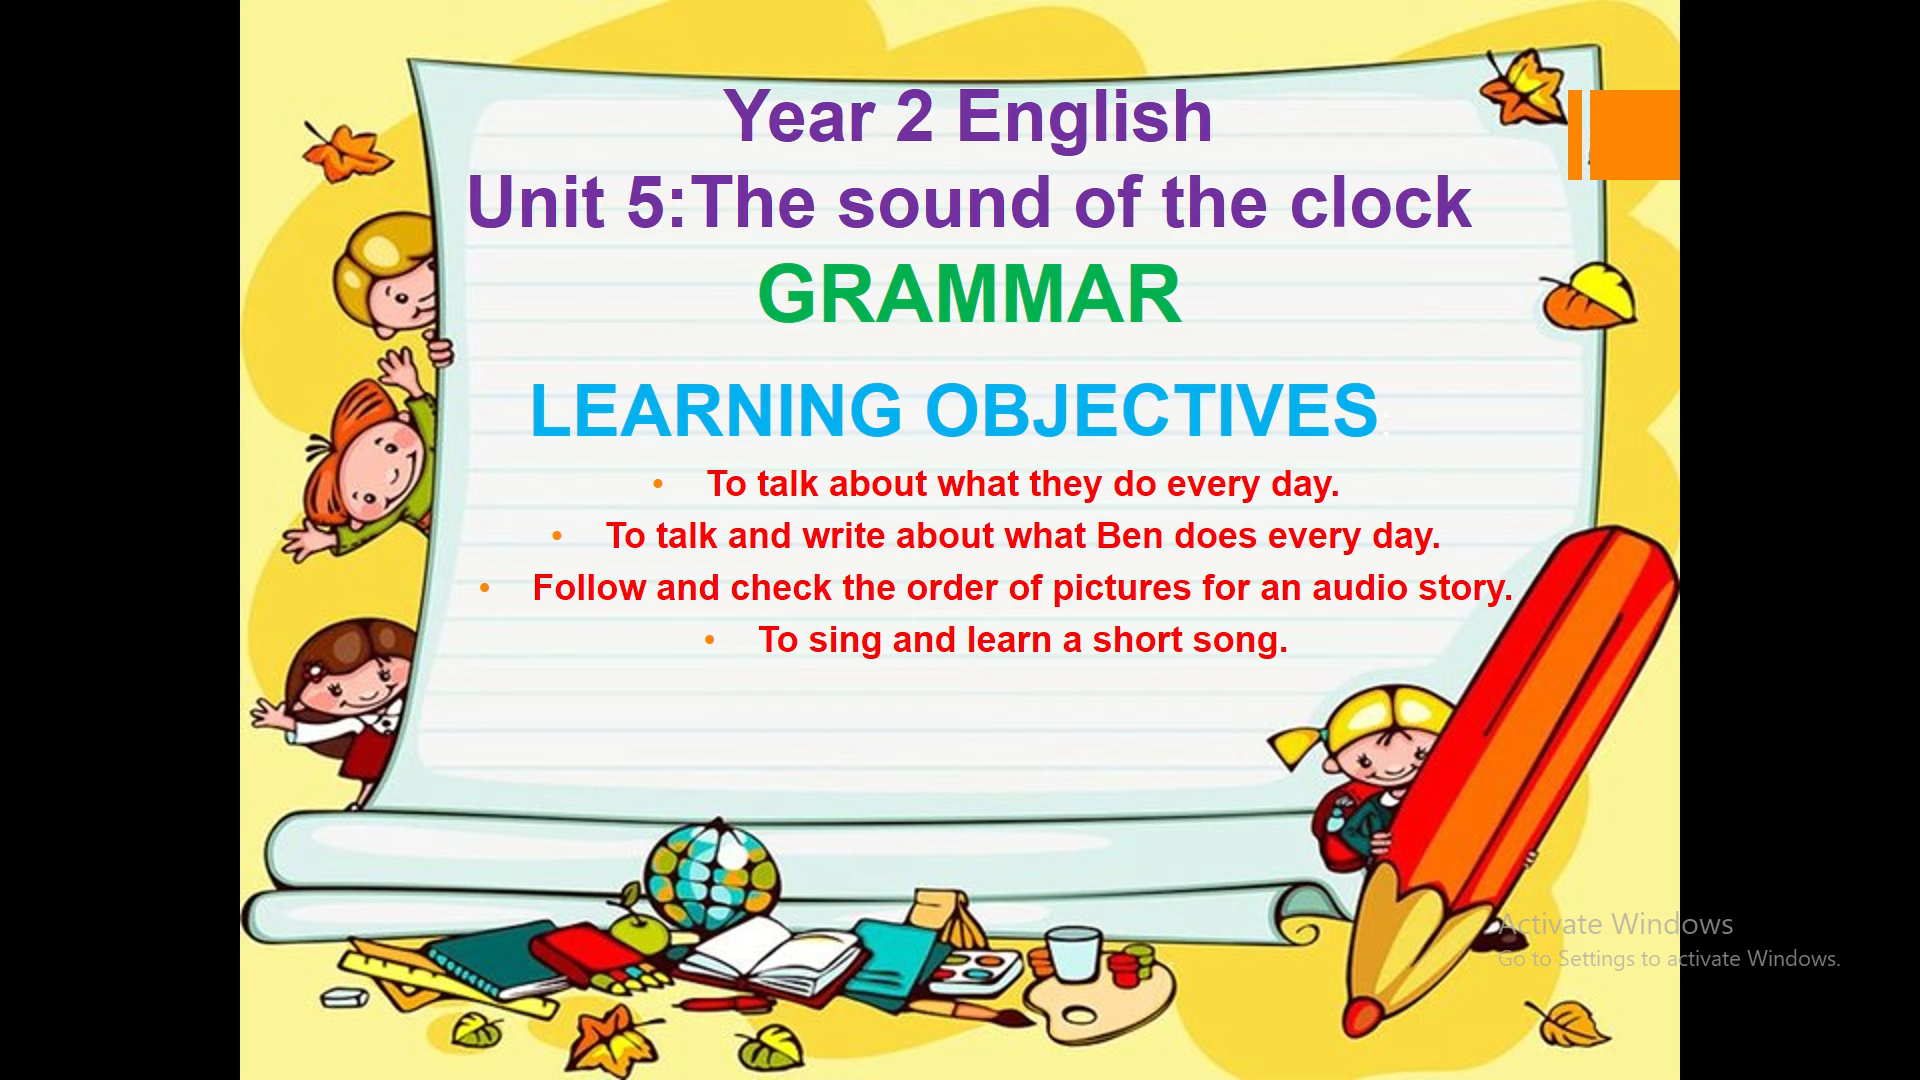 Year 2 English
Unit 5:The sound of the clock
GRAMMAR
LEARNING OBJECTIVES:
• To talk about what they do every day.
• To talk and write about what Ben does every day.
• Follow and check the order of pictures for an audio story.
• To sing and learn a short song.
Activate Windows
Go to Settings to activate Windows.